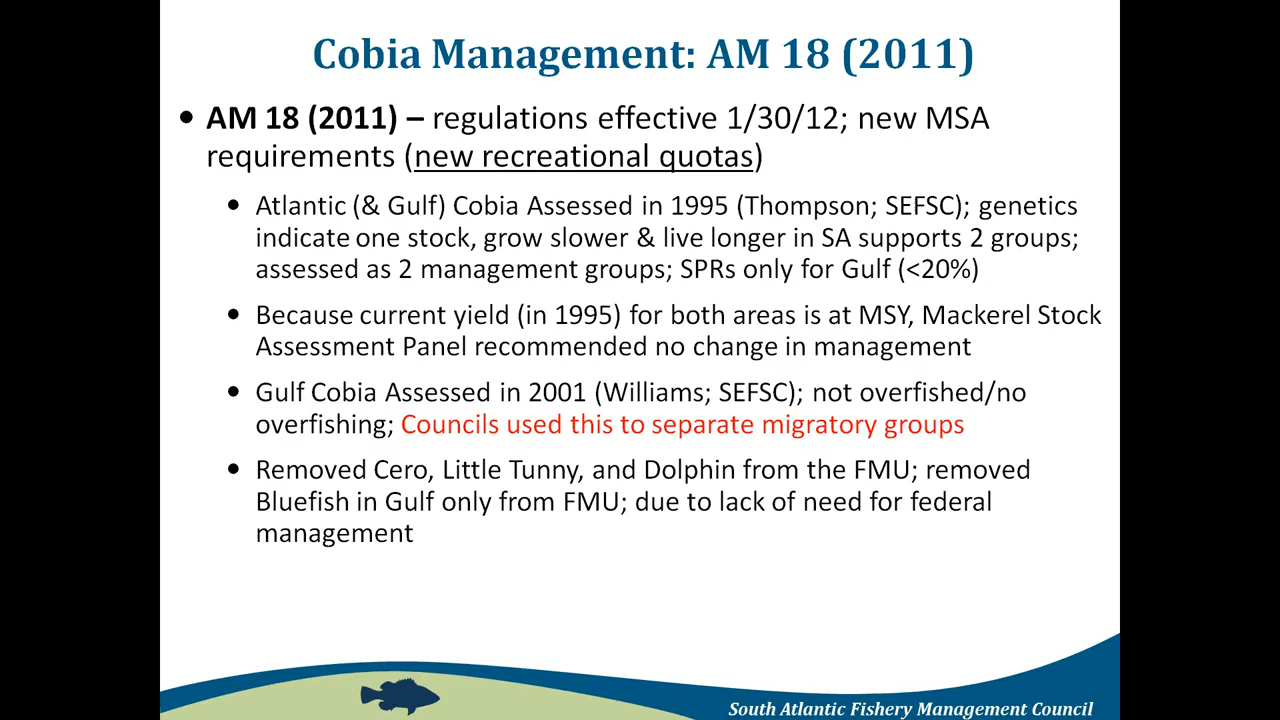 Cobia Management: AM 18 (2011)
• AM 18 (2011) – regulations effective 1/30/12; new MSA
requirements (new recreational quotas)
• Atlantic (& Gulf) Cobia Assessed in 1995 (Thompson; SEFSC); genetics
indicate one stock, grow slower & live longer in SA supports 2 groups;
assessed as 2 management groups; SPRs only for Gulf (<20%)
• Because current yield (in 1995) for both areas is at MSY, Mackerel Stock
Assessment Panel recommended no change in management
• Gulf Cobia Assessed in 2001 (Williams; SEFSC); not overfished/no
overfishing; Councils used this to separate migratory groups
• Removed Cero, Little Tunny, and Dolphin from the FMU; removed
Bluefish in Gulf only from FMU; due to lack of need for federal
management
South Atlantic Fishery Management Council